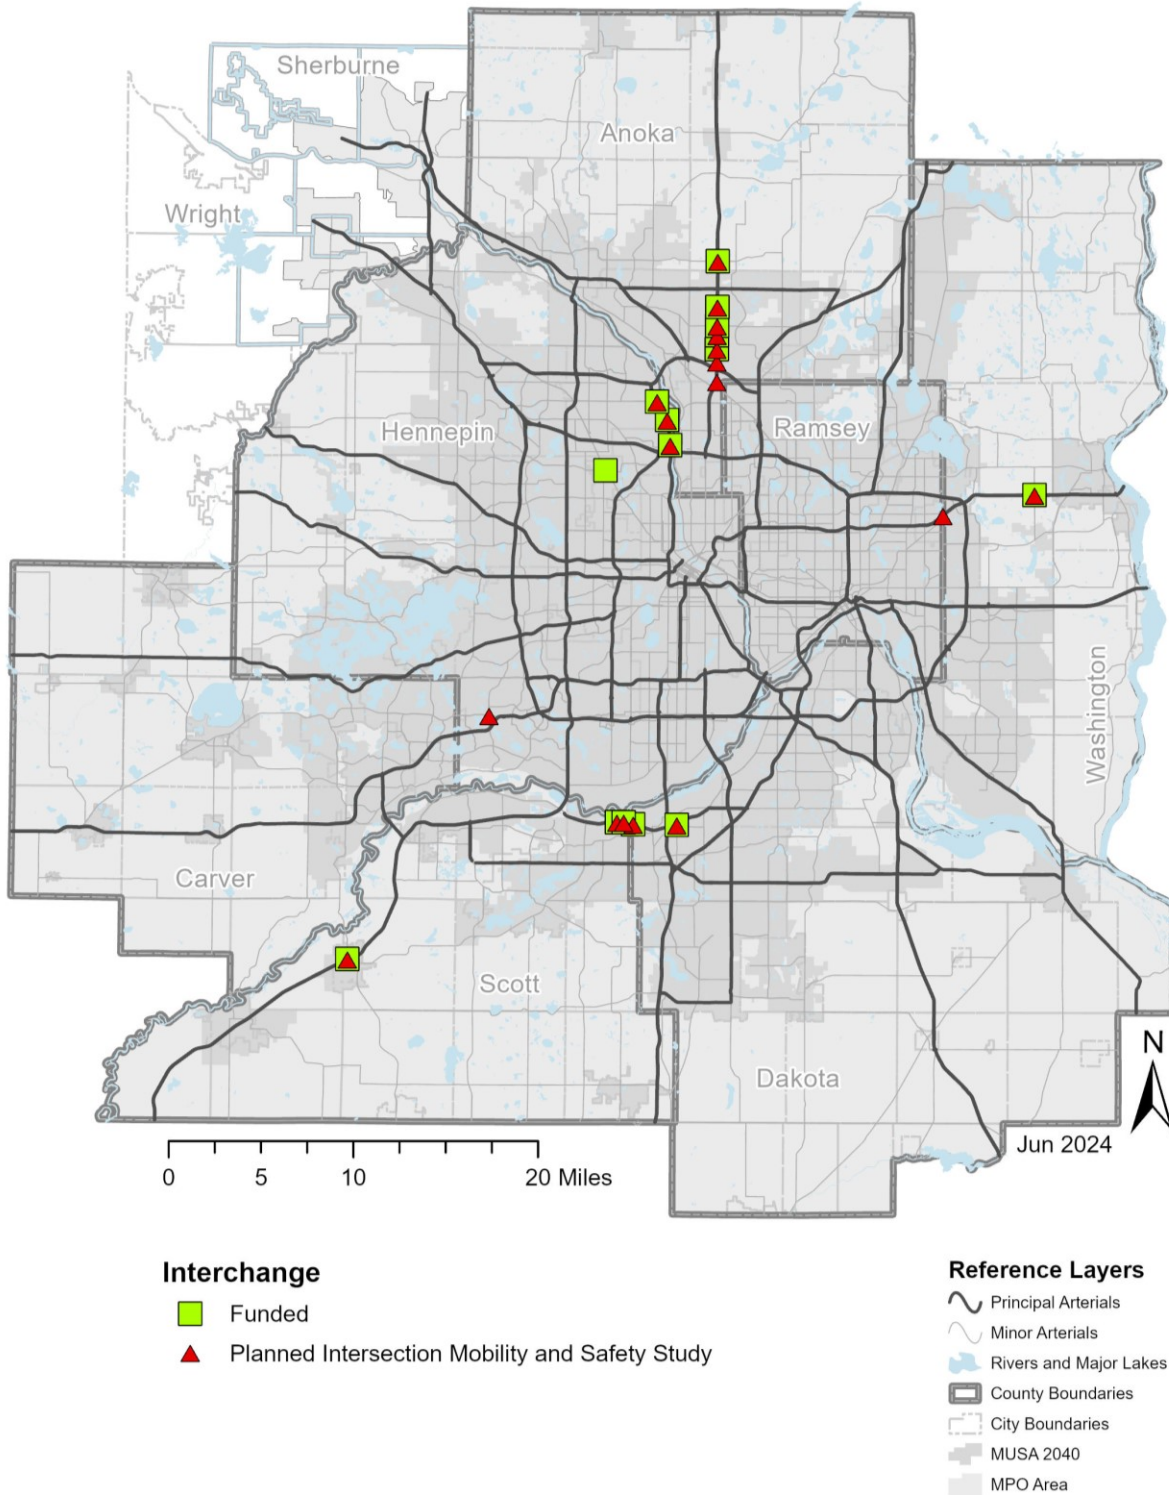 Sherburne
Anoka
Wright
Hennepin
Ramsey
Washington
Carver
Scott
Dakota
N
Jun 2024
0 5 10 20 Miles
Interchange
Funded
Planned Intersection Mobility and Safety Study
Reference Layers
Principal Arterials
Minor Arterials
Rivers and Major Lakes
County Boundaries
City Boundaries
MUSA 2040
MPO Area